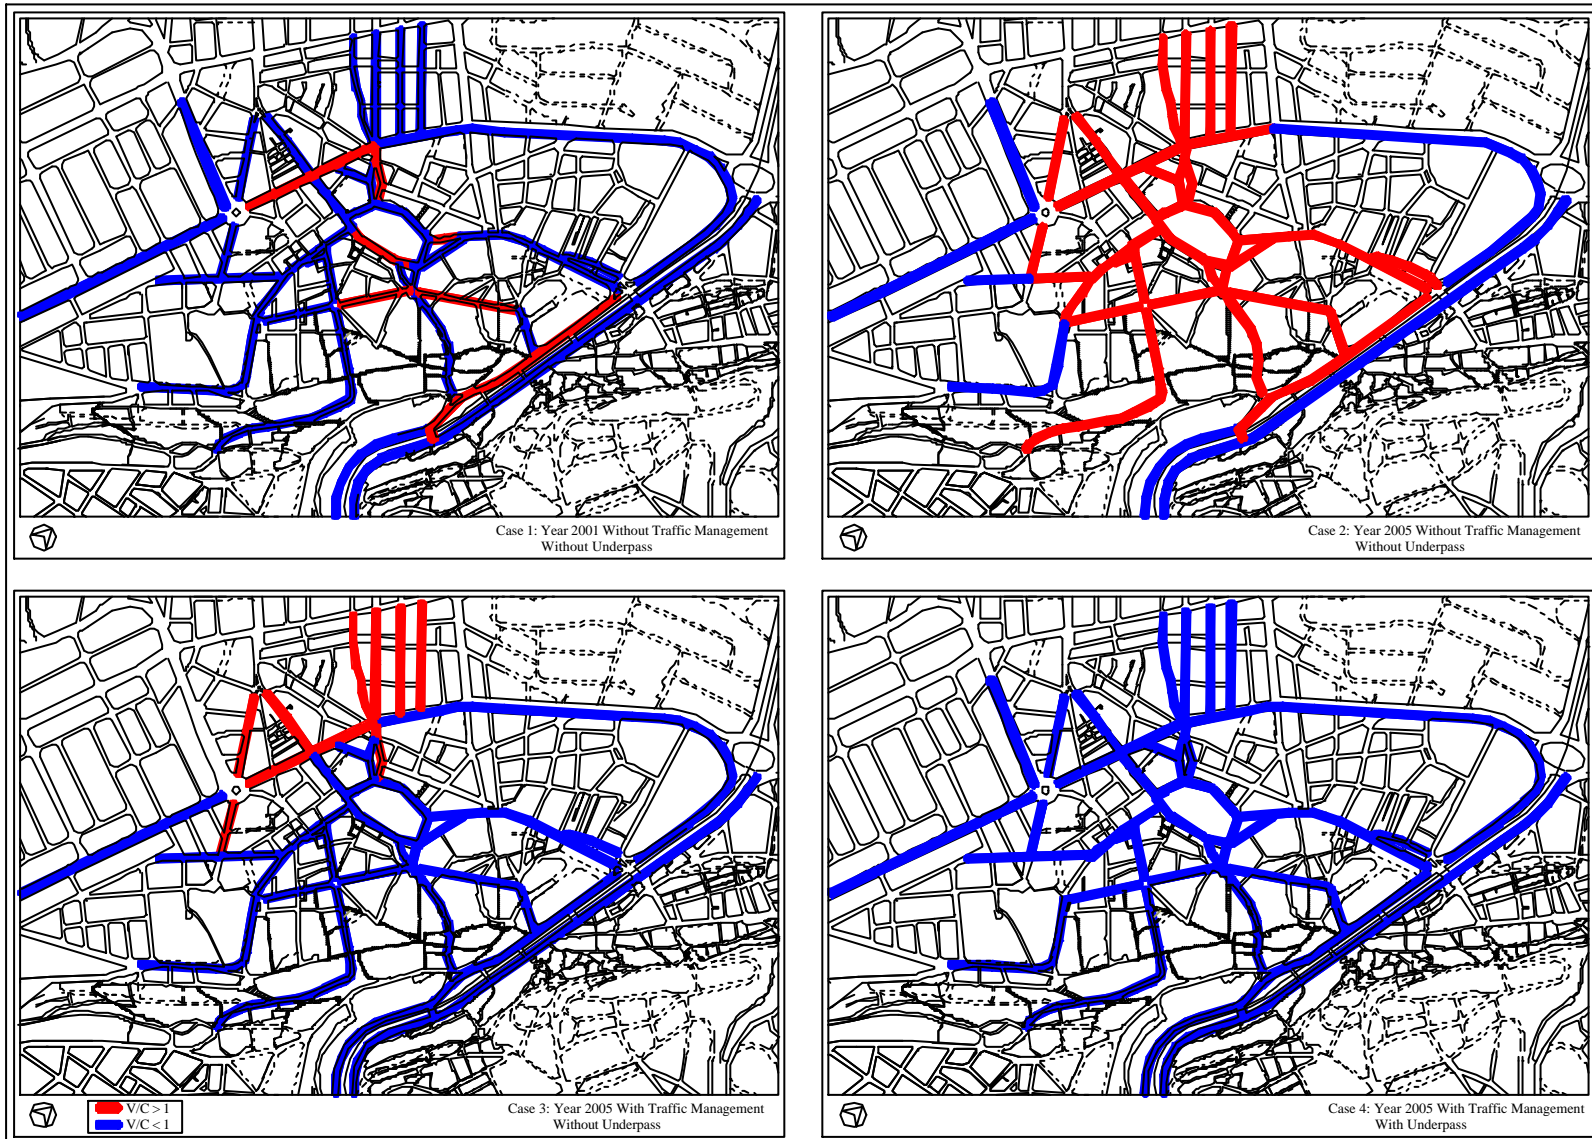 Case 1: Year 2001 Without Traffic Management
Without Underpass
Case 2: Year 2005 Without Traffic Management
Without Underpass
V/C > 1
V/C < 1
Case 3: Year 2005 With Traffic Management
Without Underpass
Case 4: Year 2005 With Traffic Management
With Underpass